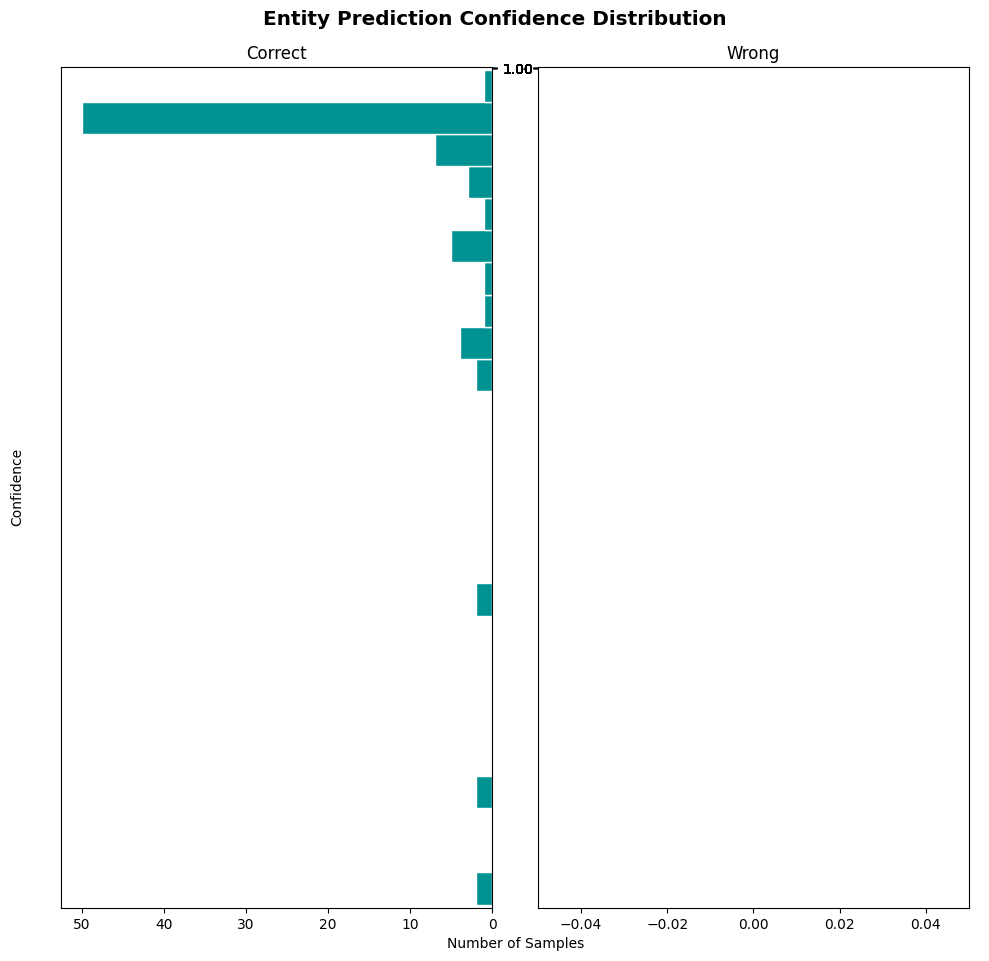 Entity Prediction Confidence Distribution
Correct
Wrong
1.00
Confidence
50 40 30 20 10 0
−0.04 −0.02 0.00 0.02 0.04
Number of Samples